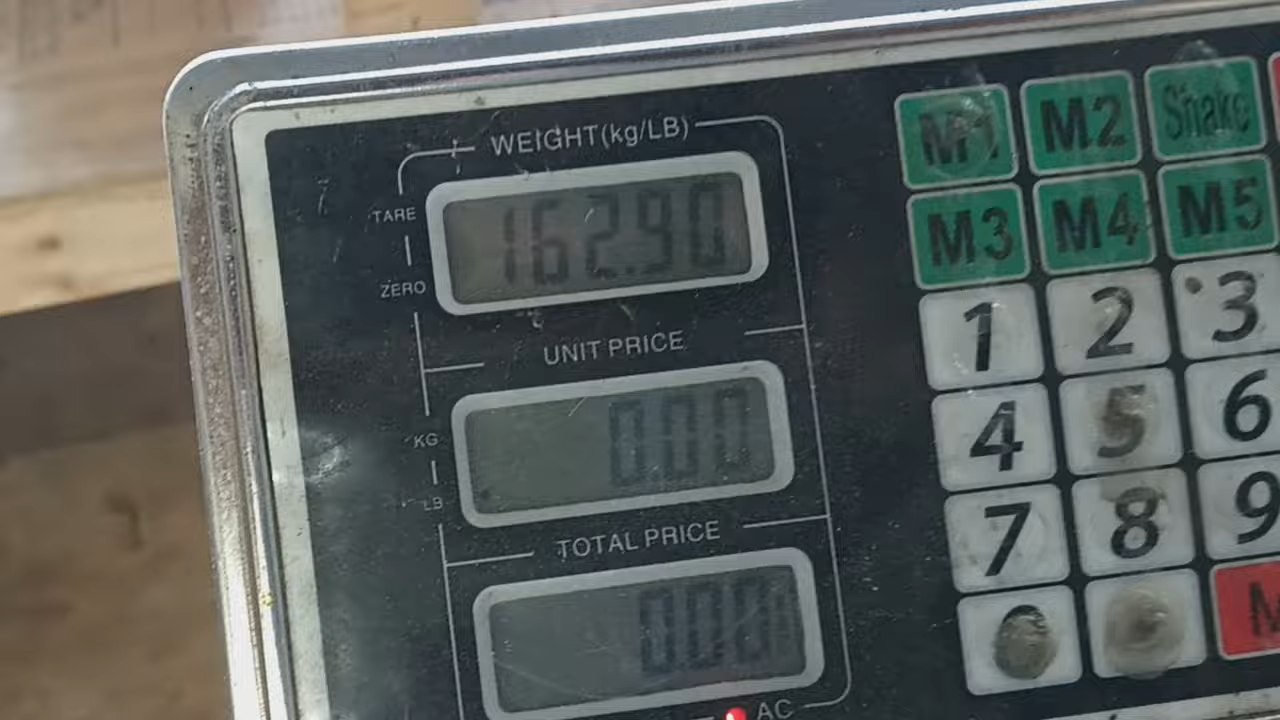 WEIGHT(kg/LB)
TARE
ZERO
162.90
UNIT PRICE
KG
LB
0.00
TOTAL PRICE
0.00
AC
M1 M2 Shake
M3 M4 M5
1 2 3
4 5 6
7 8 9
M